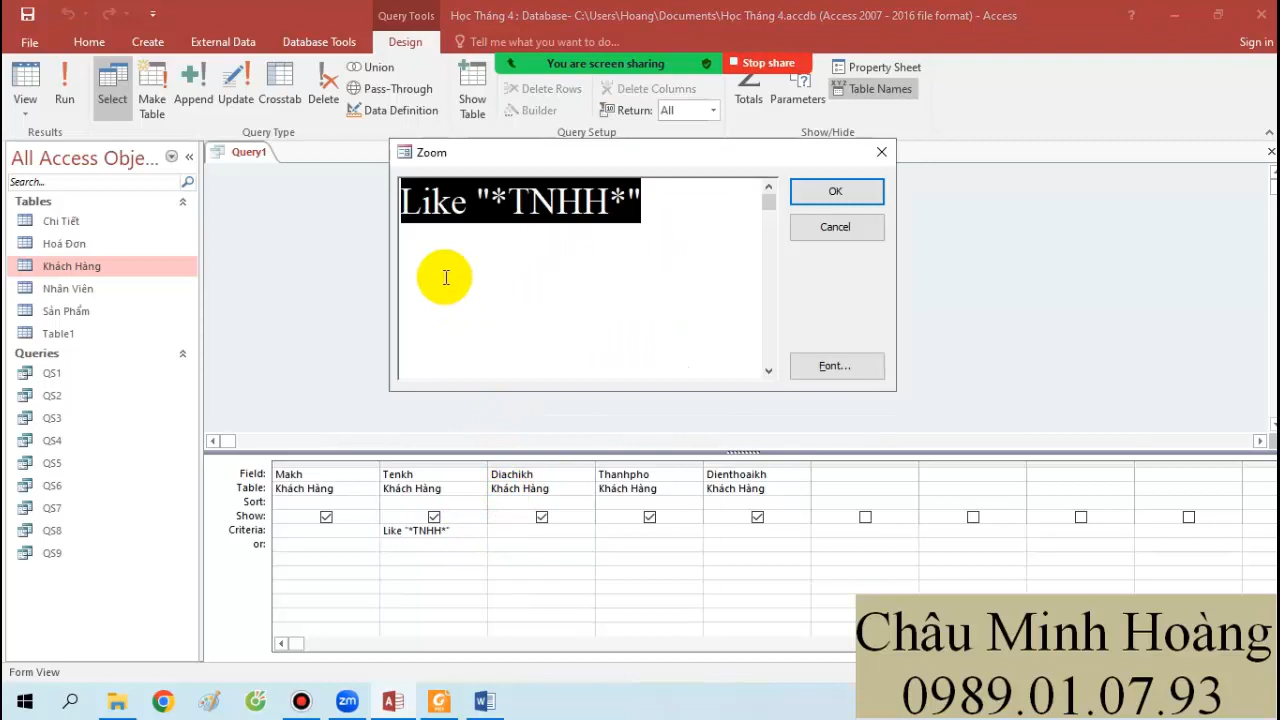 Query Tools
Học Tháng 4 : Database- C:\Users\Hoang\Documents\Học Tháng 4.accdb (Access 2007 - 2016 file format) - Access
?
File
Home
Create
External Data
Database Tools
Design
Tell me what you want to do...
Sign in
You are screen sharing
Stop share
View
Run
Select
Make
Table
Append
Update
Crosstab
Delete
Union
Pass-Through
Data Definition
Show
Table
Delete Rows
Builder
Delete Columns
Return: All
Totals
Parameters
Property Sheet
Table Names
Results
Query Type
Query Setup
Show/Hide
All Access Obje...
Search...
Tables
Chi Tiết
Hoá Đơn
Khách Hàng
Nhân Viên
Sản Phẩm
Table1
Queries
QS1
QS2
QS3
QS4
QS5
QS6
QS7
QS8
QS9
Query1
Zoom
Like "*TNHH*"
OK
Cancel
Font...
Field: Makh Tenkh Diachikh Thanhpho Dienthoaikh
Table: Khách Hàng Khách Hàng Khách Hàng Khách Hàng Khách Hàng
Sort:
Show:
Criteria: Like "*TNHH*"
or:
Form View
Châu Minh Hoàng
0989.01.07.93